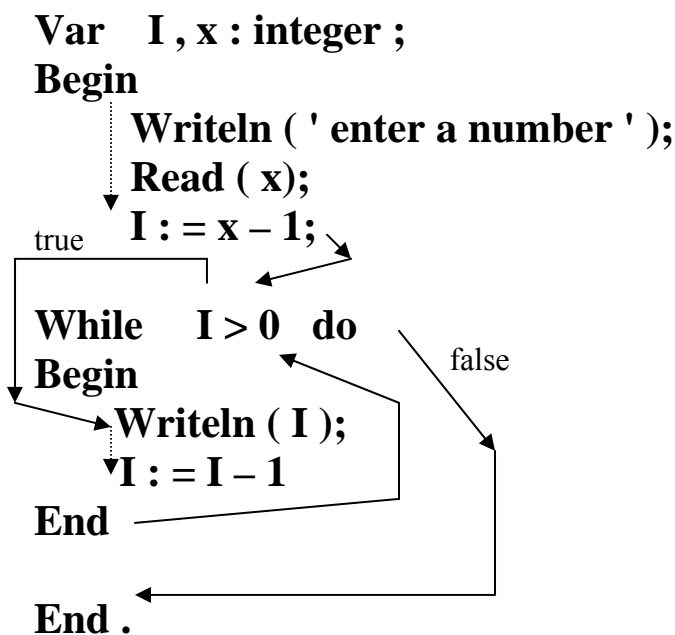 Var I , x : integer ;
Begin
Writeln ( ' enter a number ' );
Read ( x);
I : = x – 1;
true
While I > 0 do
false
Begin
Writeln ( I );
I : = I – 1
End
End .